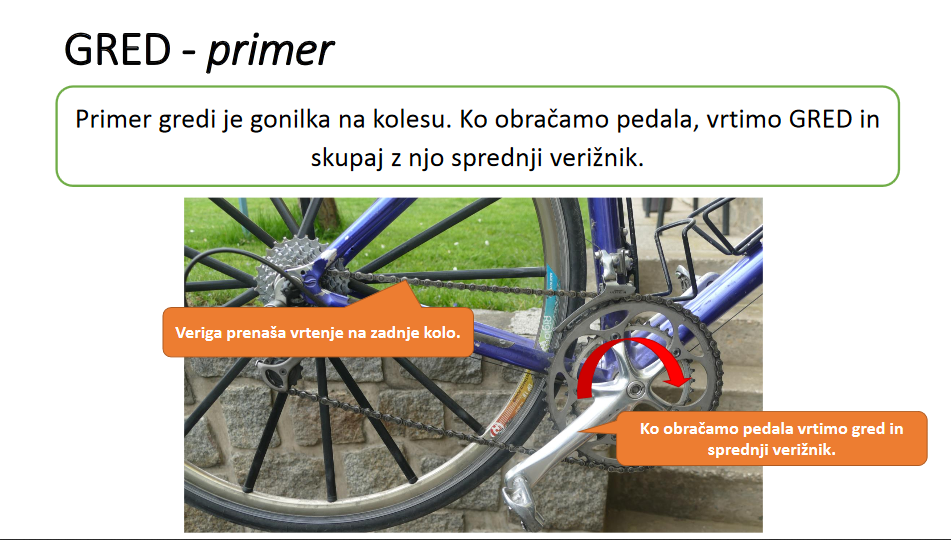 GRED - primer
Primer gredi je gonilka na kolesu. Ko obračamo pedala, vrtimo GRED in
skupaj z njo sprednji verižnik.
Veriga prenaša vrtenje na zadnje kolo.
Ko obračamo pedala vrtimo gred in
sprednji verižnik.